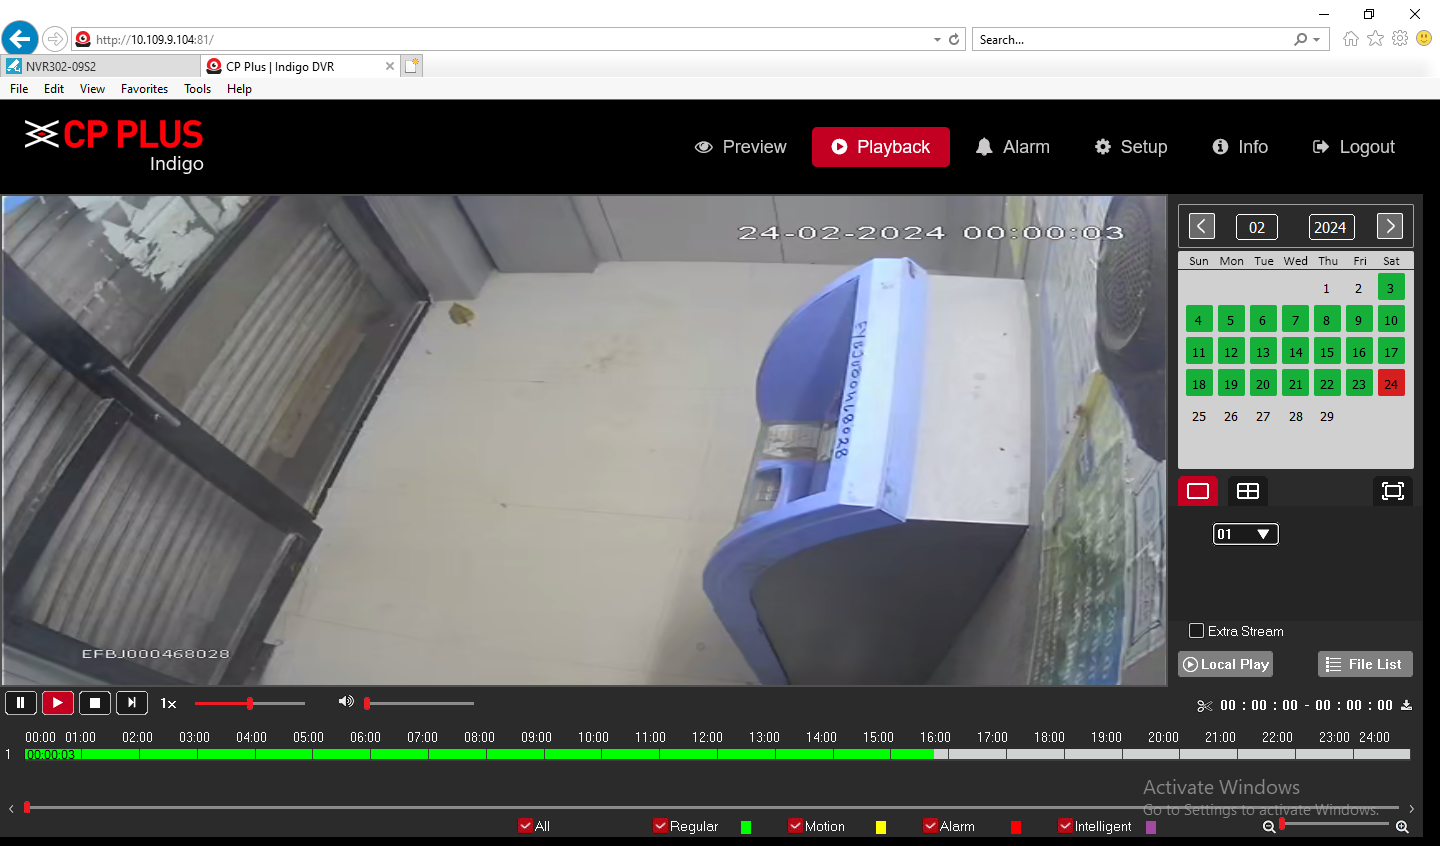 http://10.109.9.104:81/
Search...
NVR302-09S2
CP Plus | Indigo DVR
File Edit View Favorites Tools Help
CP PLUS
Indigo
Preview Playback Alarm Setup Info Logout
24-02-2024 00:00:03
EFBJ000468028
02 2024
Sun Mon Tue Wed Thu Fri Sat
1 2 3
4 5 6 7 8 9 10
11 12 13 14 15 16 17
18 19 20 21 22 23 24
25 26 27 28 29
01
Extra Stream
Local Play File List
1x
00 : 00 : 00 - 00 : 00 : 00
00:00 01:00 02:00 03:00 04:00 05:00 06:00 07:00 08:00 09:00 10:00 11:00 12:00 13:00 14:00 15:00 16:00 17:00 18:00 19:00 20:00 21:00 22:00 23:00 24:00
1 00:00:03
Activate Windows
Go to Settings to activate Windows.
All Regular Motion Alarm Intelligent